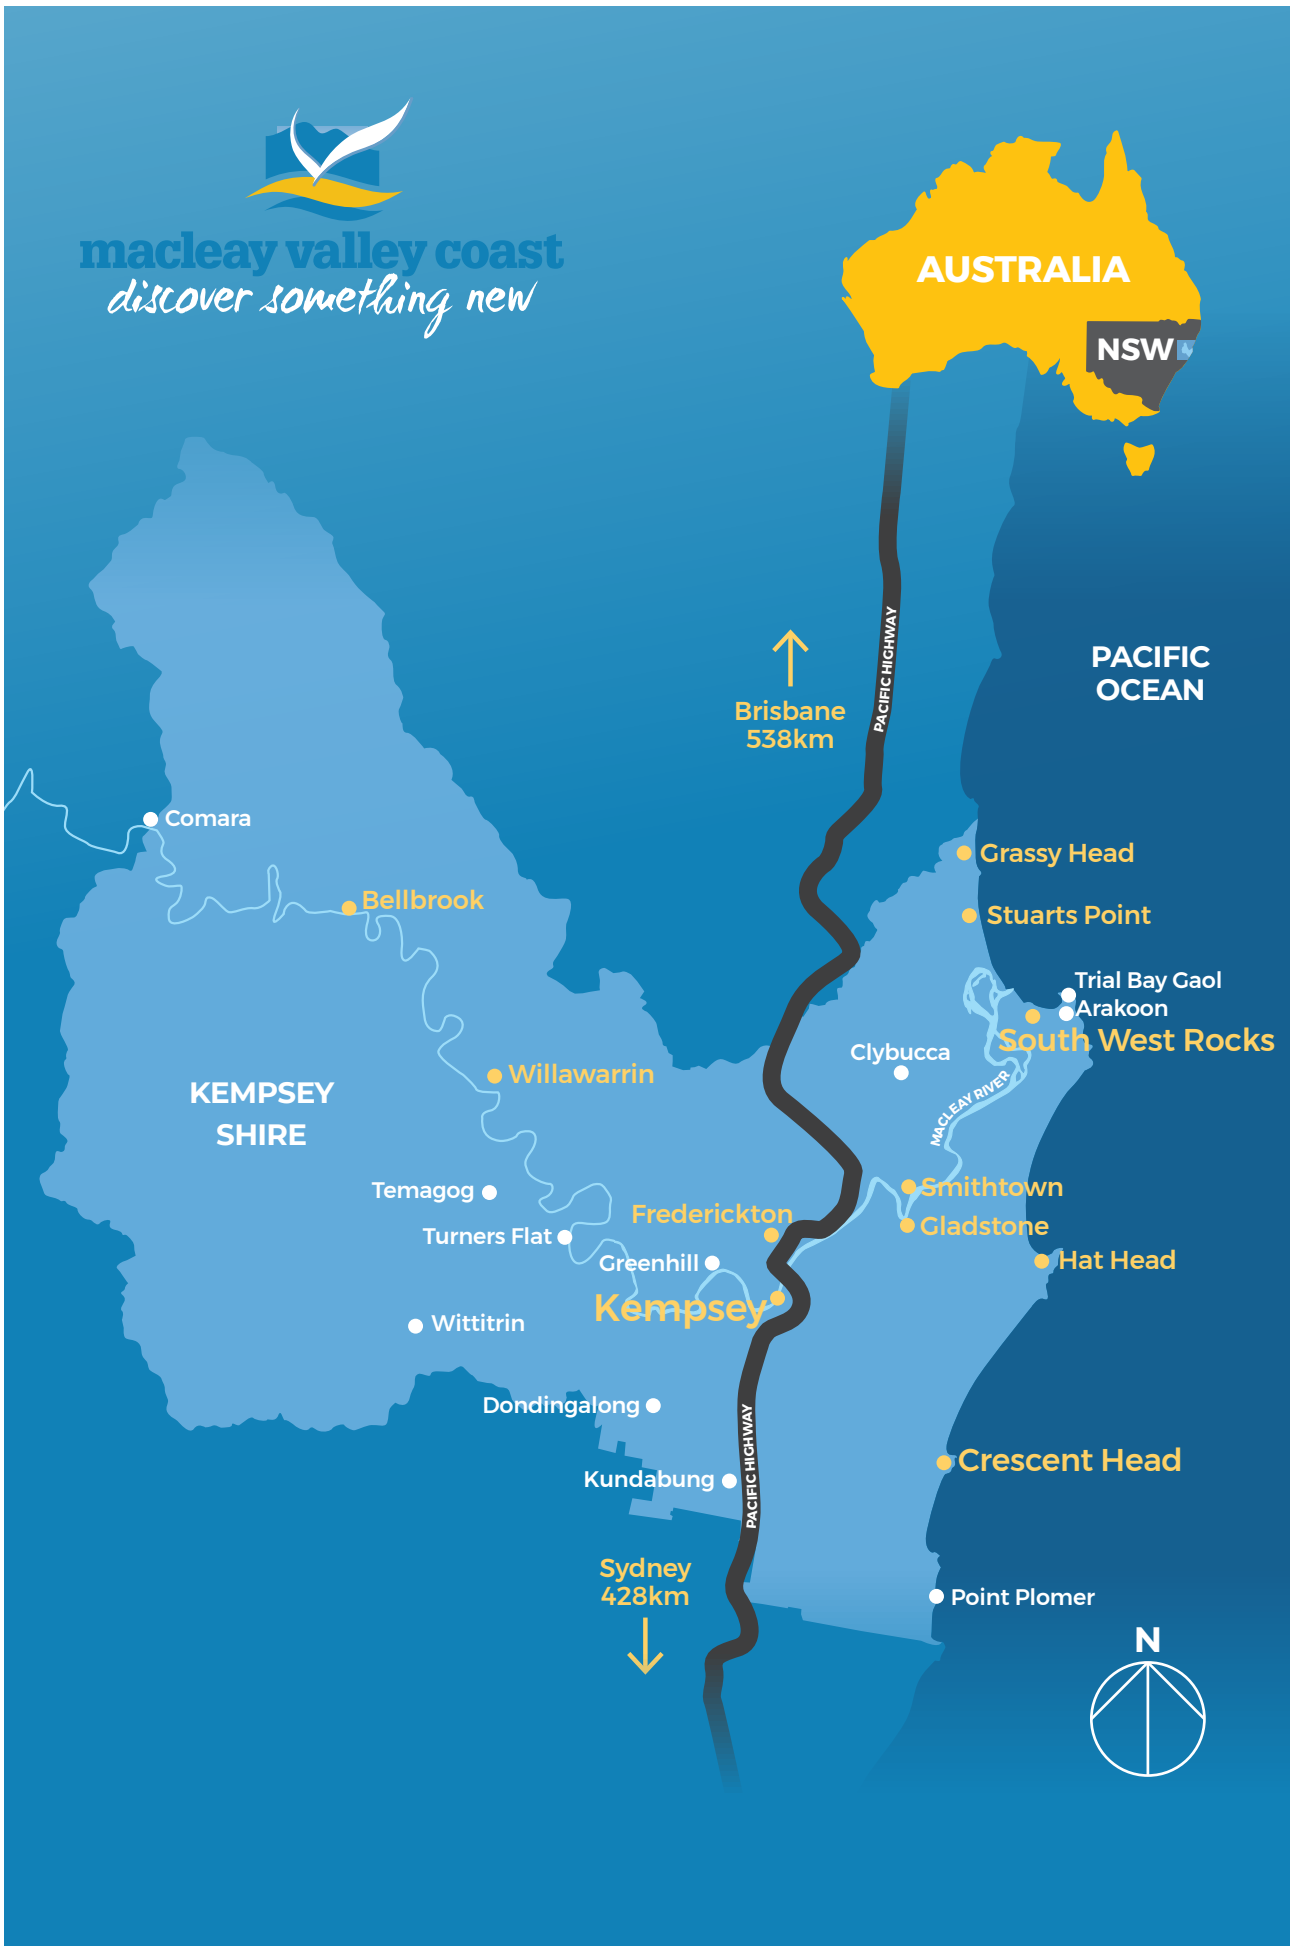 macleay valley coast
discover something new
AUSTRALIA
NSW
PACIFIC HIGHWAY
PACIFIC
OCEAN
Brisbane
538km
Comara
Grassy Head
Bellbrook
Stuarts Point
Trial Bay Gaol
Arakoon
South West Rocks
Clybucca
Willawarrin
KEMPSEY
SHIRE
MACLEAY RIVER
Temagog
Smithtown
Frederickton
Gladstone
Turners Flat
Greenhill
Hat Head
Kempsey
Wittitrin
Dondingalong
PACIFIC HIGHWAY
Crescent Head
Kundabung
Sydney
428km
Point Plomer
N